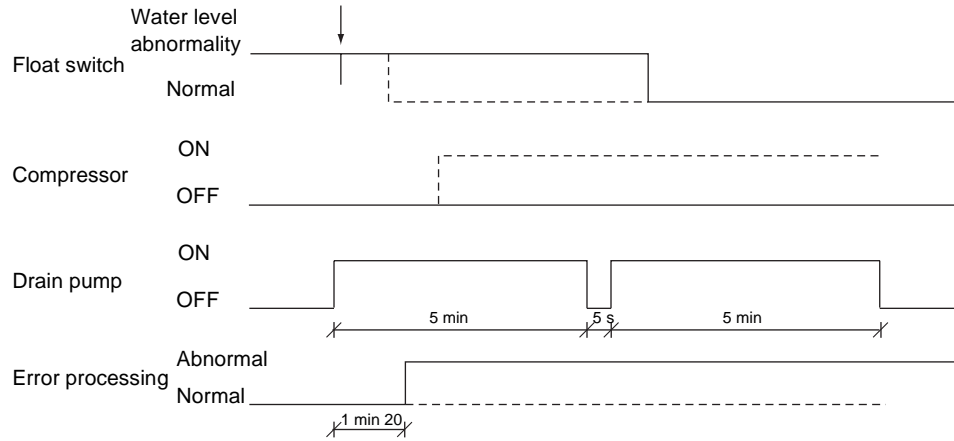 Water level
abnormality
Float switch
Normal
ON
Compressor
OFF
ON
Drain pump
OFF
5 min
5 s
5 min
Abnormal
Error processing
Normal
1 min 20